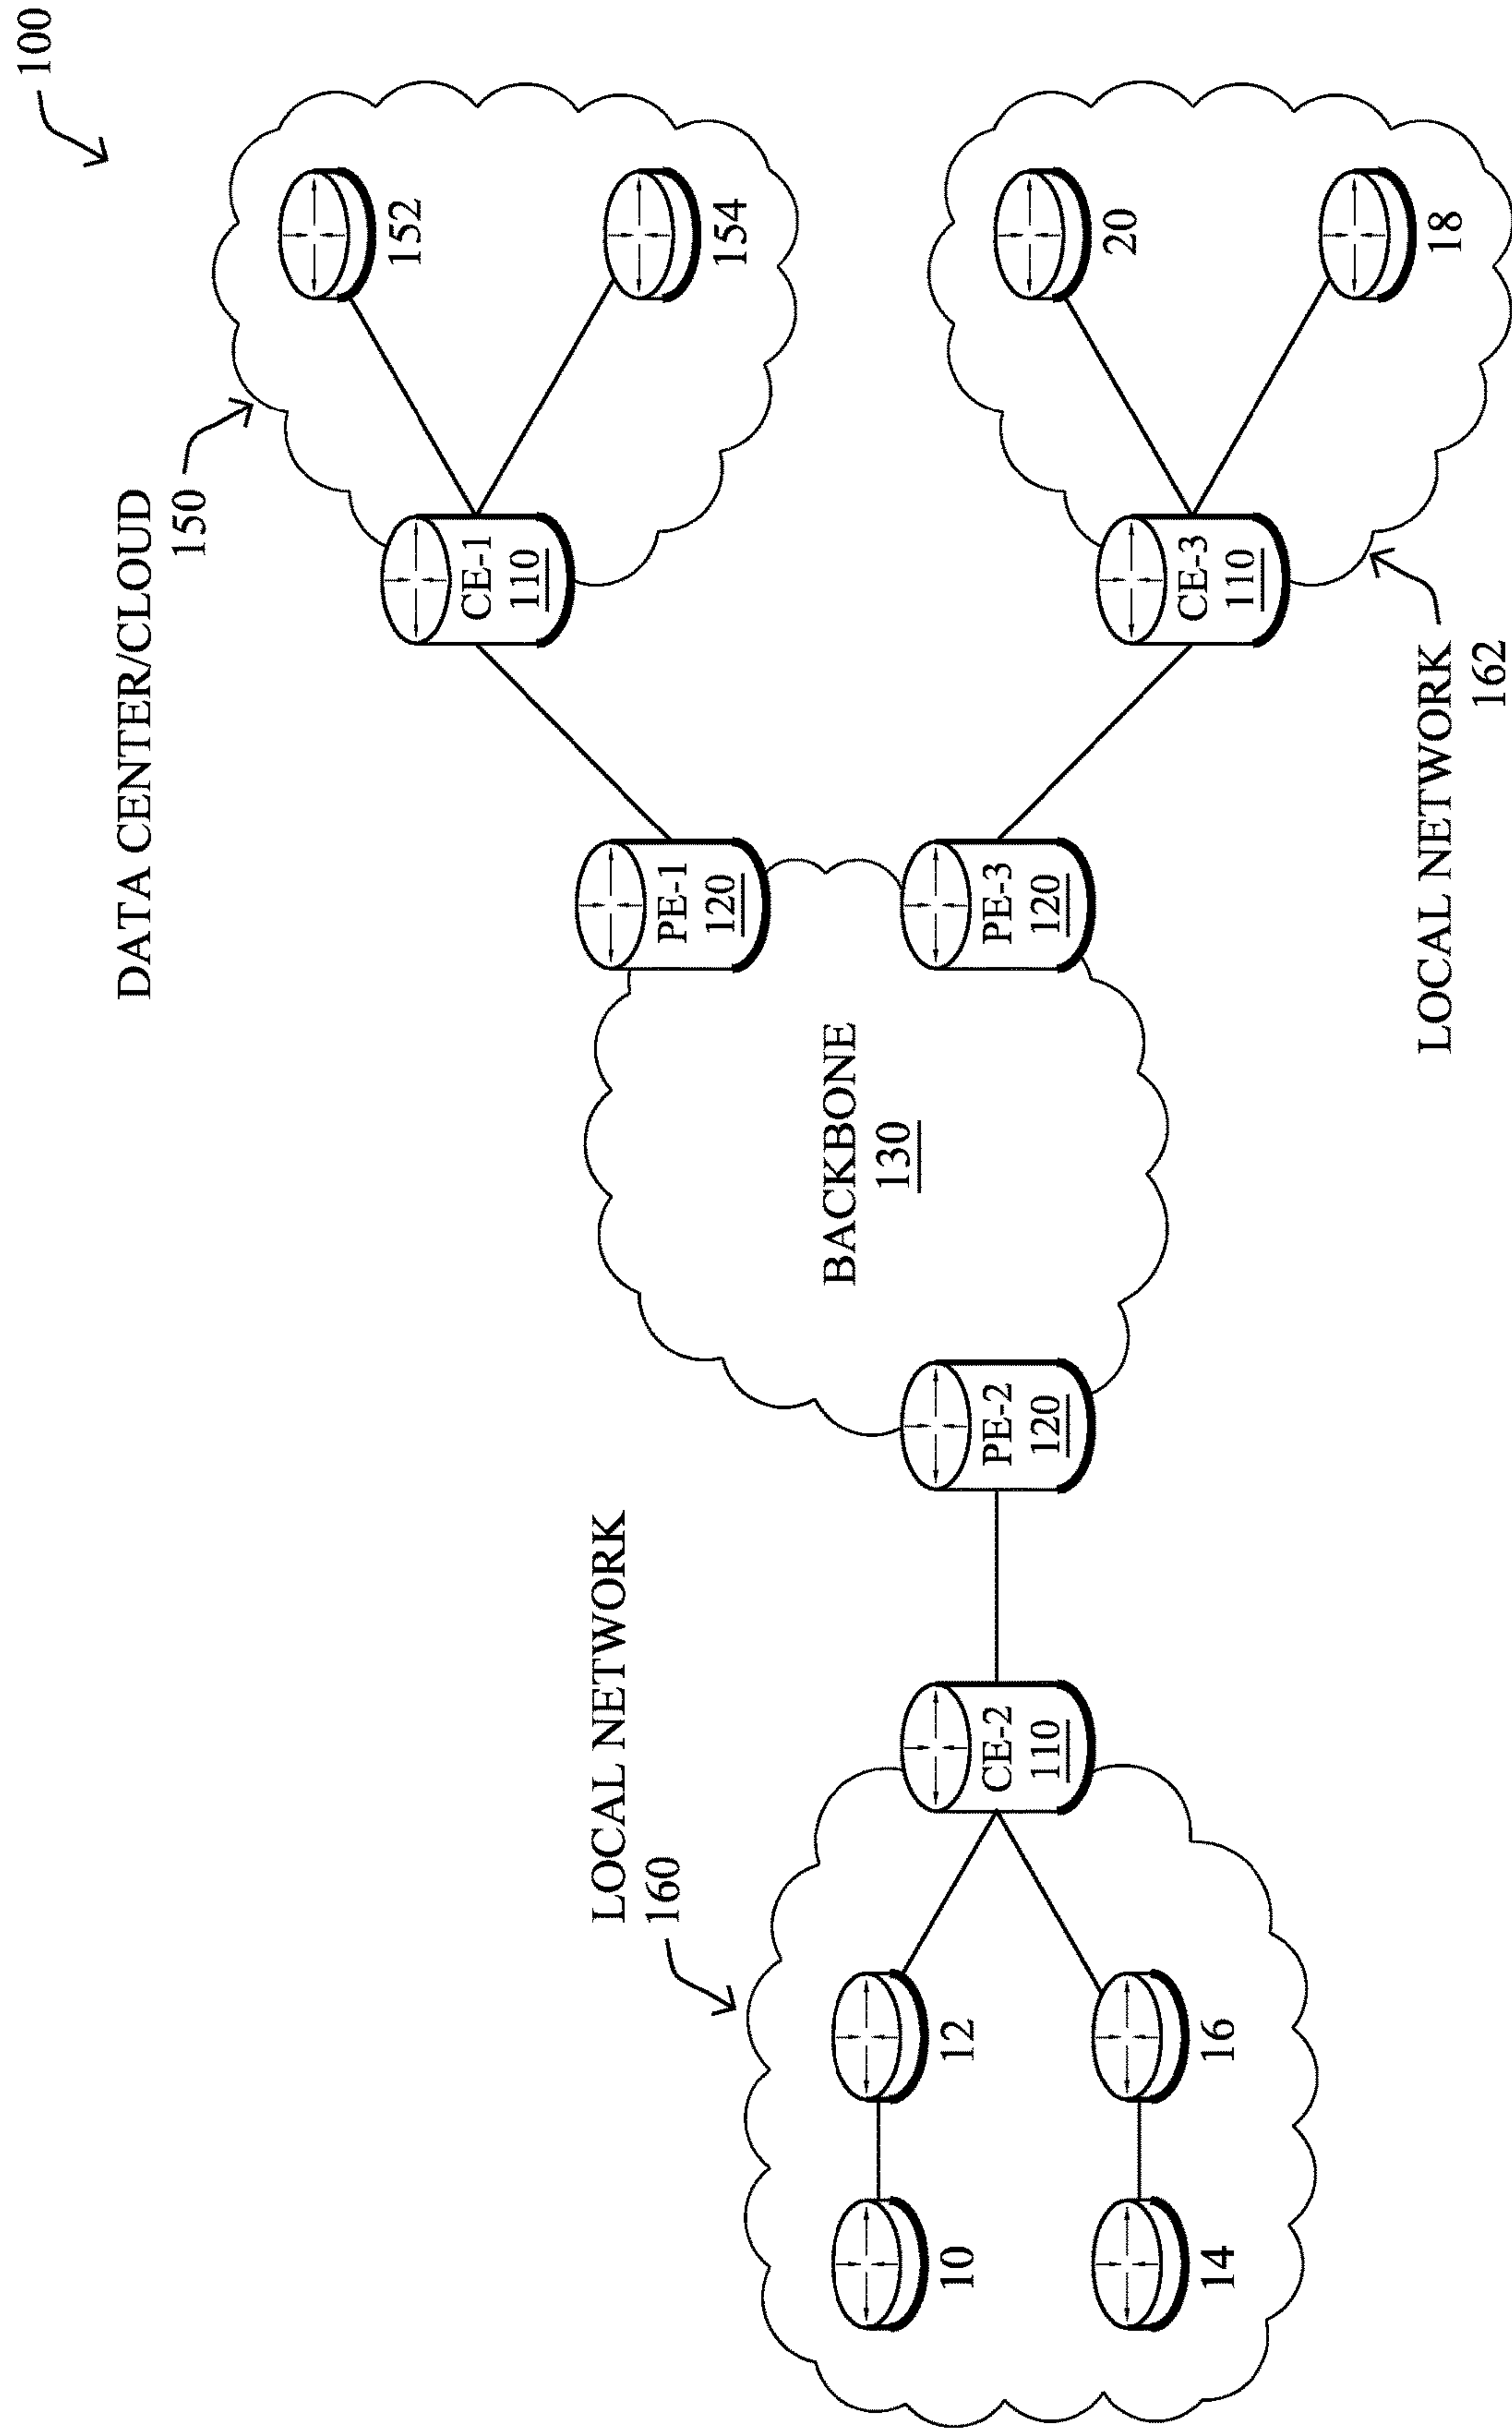 100
DATA CENTER/CLOUD
150
152
154
CE-1
110
PE-1
120
LOCAL NETWORK
160
BACKBONE
130
10
12
14
16
CE-2
110
PE-2
120
PE-3
120
CE-3
110
20
18
LOCAL NETWORK
162